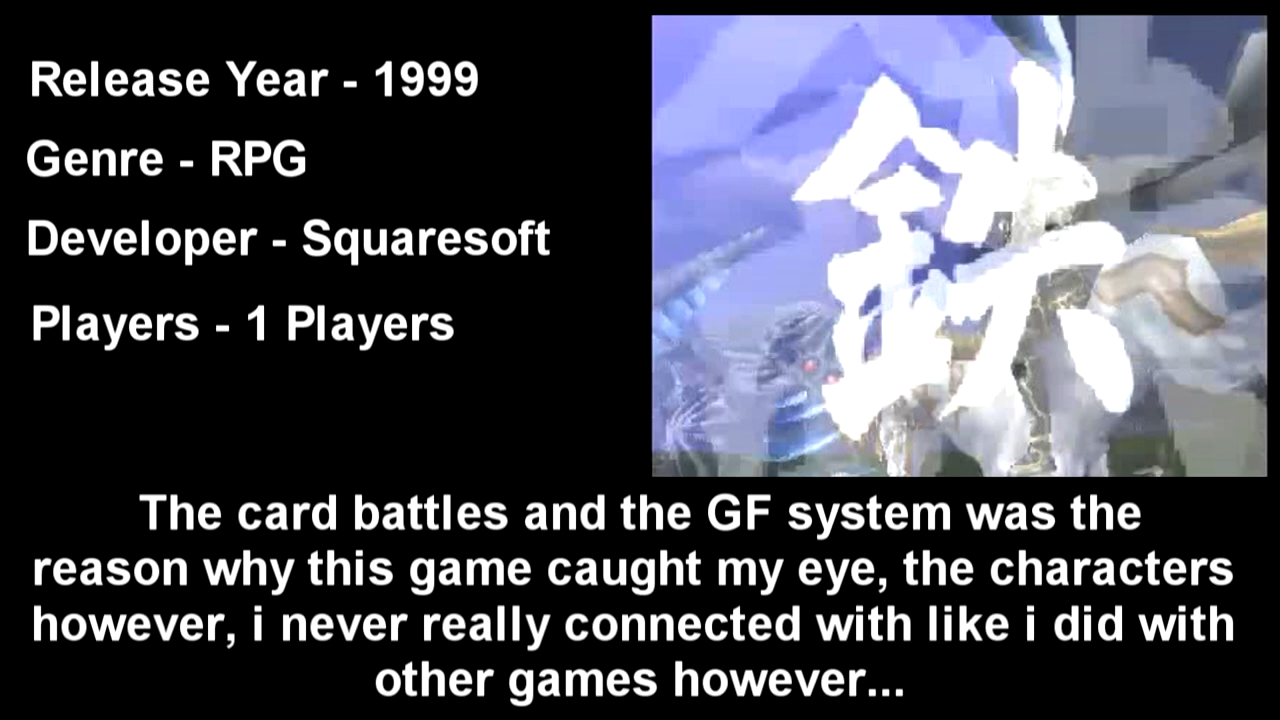 Release Year - 1999
Genre - RPG
Developer - Squaresoft
Players - 1 Players
鉄
The card battles and the GF system was the
reason why this game caught my eye, the characters
however, i never really connected with like i did with
other games however...